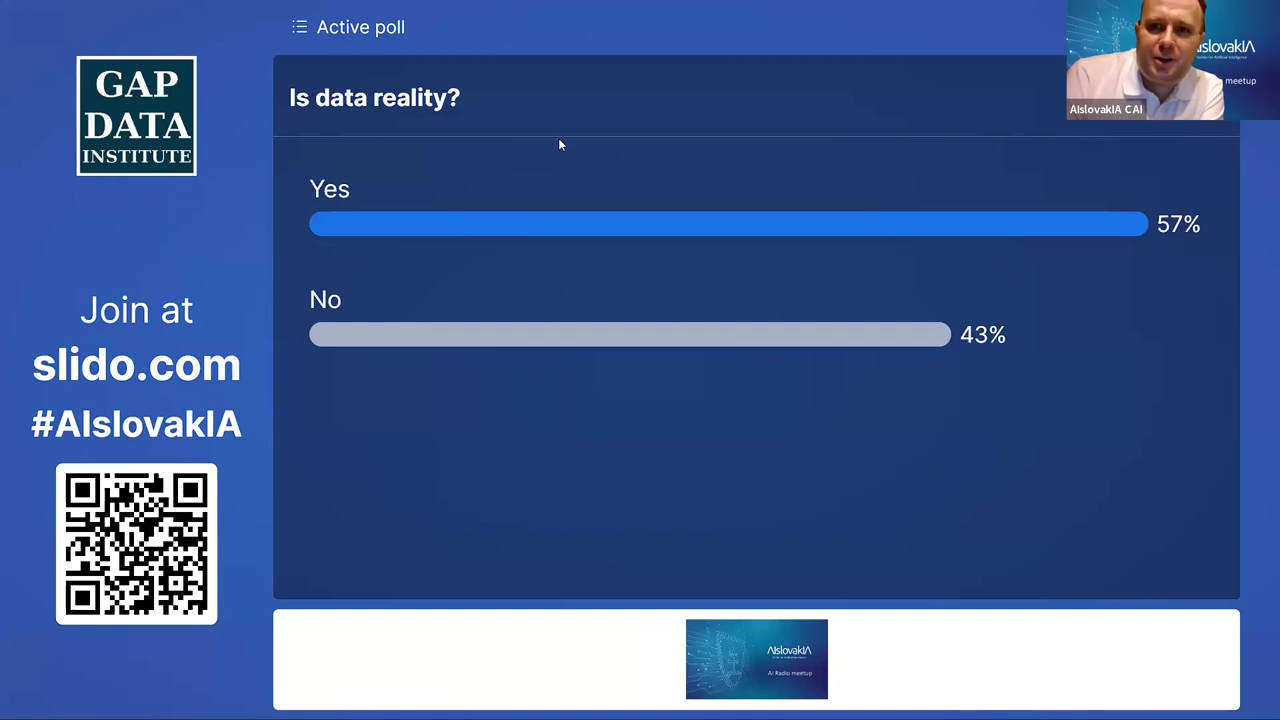 Active poll
GAP
DATA
INSTITUTE
Is data reality?
Yes
57%
No
43%
Join at
slido.com
#AIslovakIA
AIslovakIA CAI
AIslovakIA
meetup
AIslovakIA
AI Radio meetup